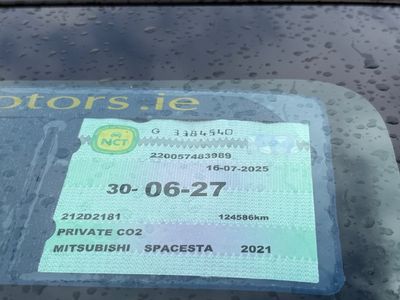 otors.ie
G 3384540
NCT
220057483989
16-07-2025
30- 06-27
212D2181 124586km
PRIVATE CO2
MITSUBISHI SPACESTA 2021